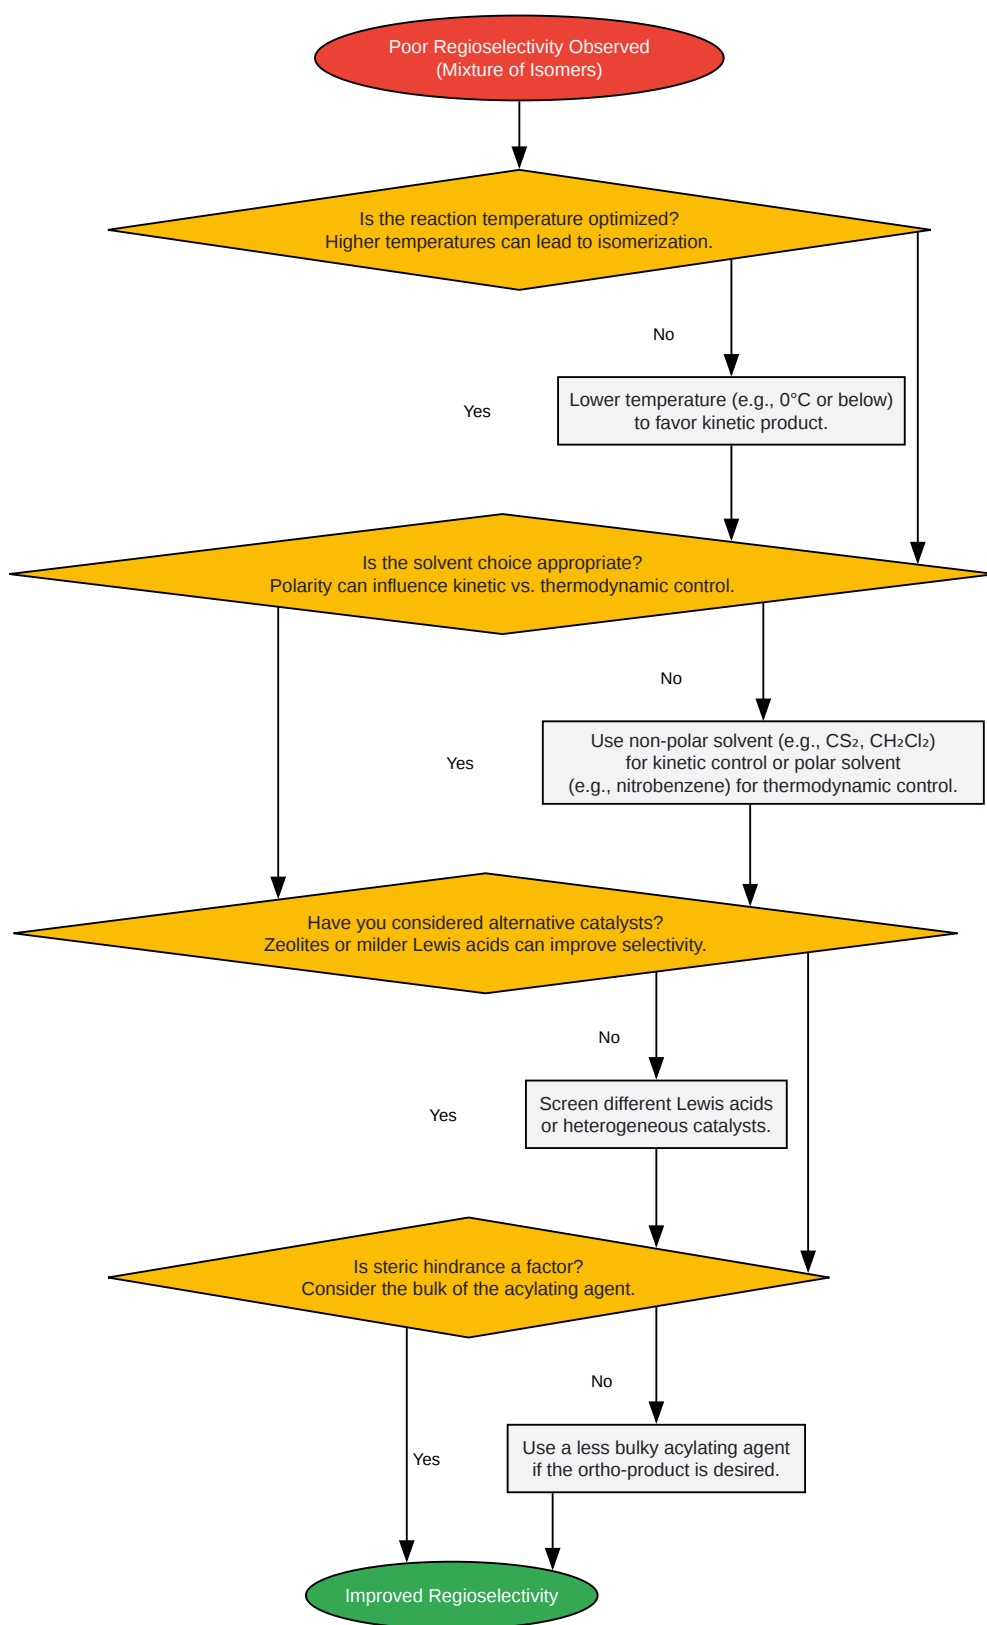 Poor Regioselectivity Observed
(Mixture of Isomers)
Is the reaction temperature optimized?
Higher temperatures can lead to isomerization.
No
Lower temperature (e.g., 0°C or below)
to favor kinetic product.
Yes
Is the solvent choice appropriate?
Polarity can influence kinetic vs. thermodynamic control.
No
Use non-polar solvent (e.g., CS₂, CH₂Cl₂)
for kinetic control or polar solvent
(e.g., nitrobenzene) for thermodynamic control.
Yes
Have you considered alternative catalysts?
Zeolites or milder Lewis acids can improve selectivity.
No
Screen different Lewis acids
or heterogeneous catalysts.
Yes
Is steric hindrance a factor?
Consider the bulk of the acylating agent.
No
Use a less bulky acylating agent
if the ortho-product is desired.
Yes
Improved Regioselectivity